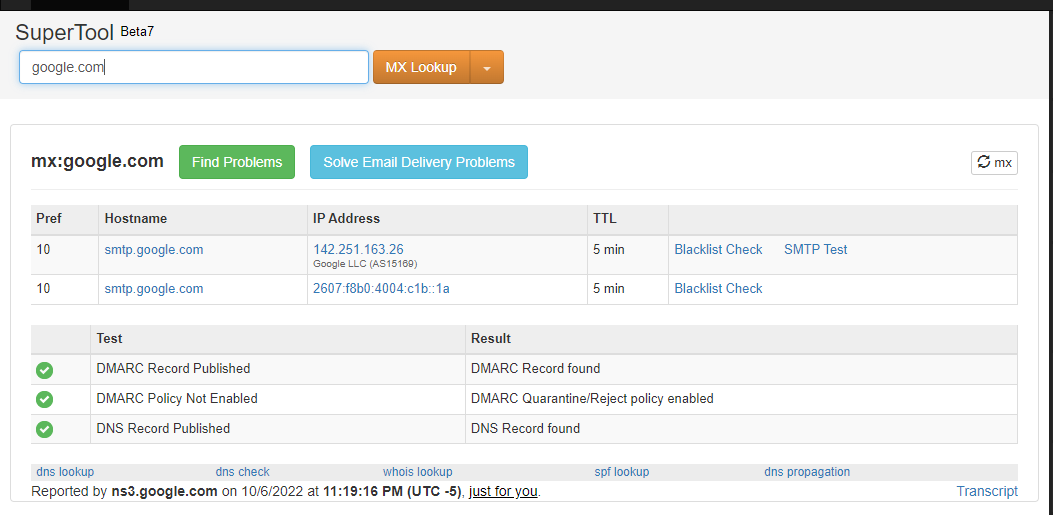 SuperTool Beta7
google.com MX Lookup
mx:google.com Find Problems Solve Email Delivery Problems mx
Pref Hostname IP Address TTL
10 smtp.google.com 142.251.163.26 5 min Blacklist Check SMTP Test
Google LLC (AS15169)
10 smtp.google.com 2607:f8b0:4004:c1b::1a 5 min Blacklist Check
Test Result
DMARC Record Published DMARC Record found
DMARC Policy Not Enabled DMARC Quarantine/Reject policy enabled
DNS Record Published DNS Record found
dns lookup dns check whois lookup spf lookup dns propagation
Reported by ns3.google.com on 10/6/2022 at 11:19:16 PM (UTC -5), just for you. Transcript